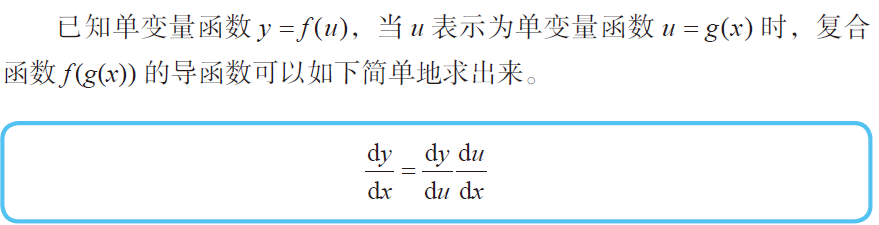 已知单变量函数 y = f(u)，当 u 表示为单变量函数 u = g(x) 时，复合
函数 f(g(x)) 的导函数可以如下简单地求出来。
dy/dx = dy/du du/dx